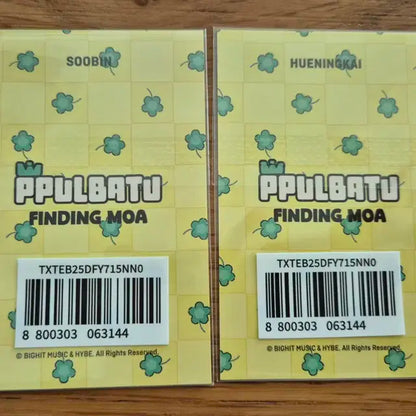 SOOBIN
PPULBATU
FINDING MOA
TXTEB25DFY715NN0
8 800303 063144
© BIGHIT MUSIC & HYBE. All Rights Reserved.
HUENINGKAI
PPULBATU
FINDING MOA
TXTEB25DFY715NN0
8 800303 063144
© BIGHIT MUSIC & HYBE. All Rights Reserved.